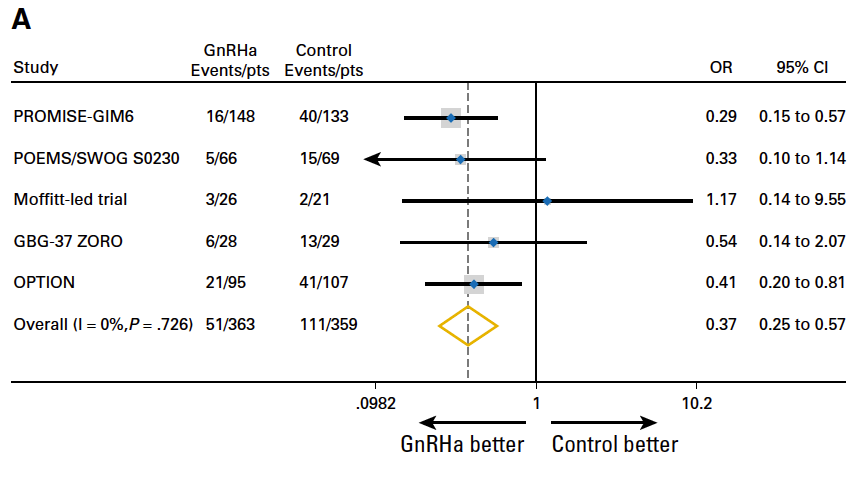 A
GnRHa Control
Study Events/pts Events/pts OR 95% CI
PROMISE-GIM6 16/148 40/133 0.29 0.15 to 0.57
POEMS/SWOG S0230 5/66 15/69 0.33 0.10 to 1.14
Moffitt-led trial 3/26 2/21 1.17 0.14 to 9.55
GBG-37 ZORO 6/28 13/29 0.54 0.14 to 2.07
OPTION 21/95 41/107 0.41 0.20 to 0.81
Overall (I = 0%,P = .726) 51/363 111/359 0.37 0.25 to 0.57
.0982 1 10.2
GnRHa better Control better